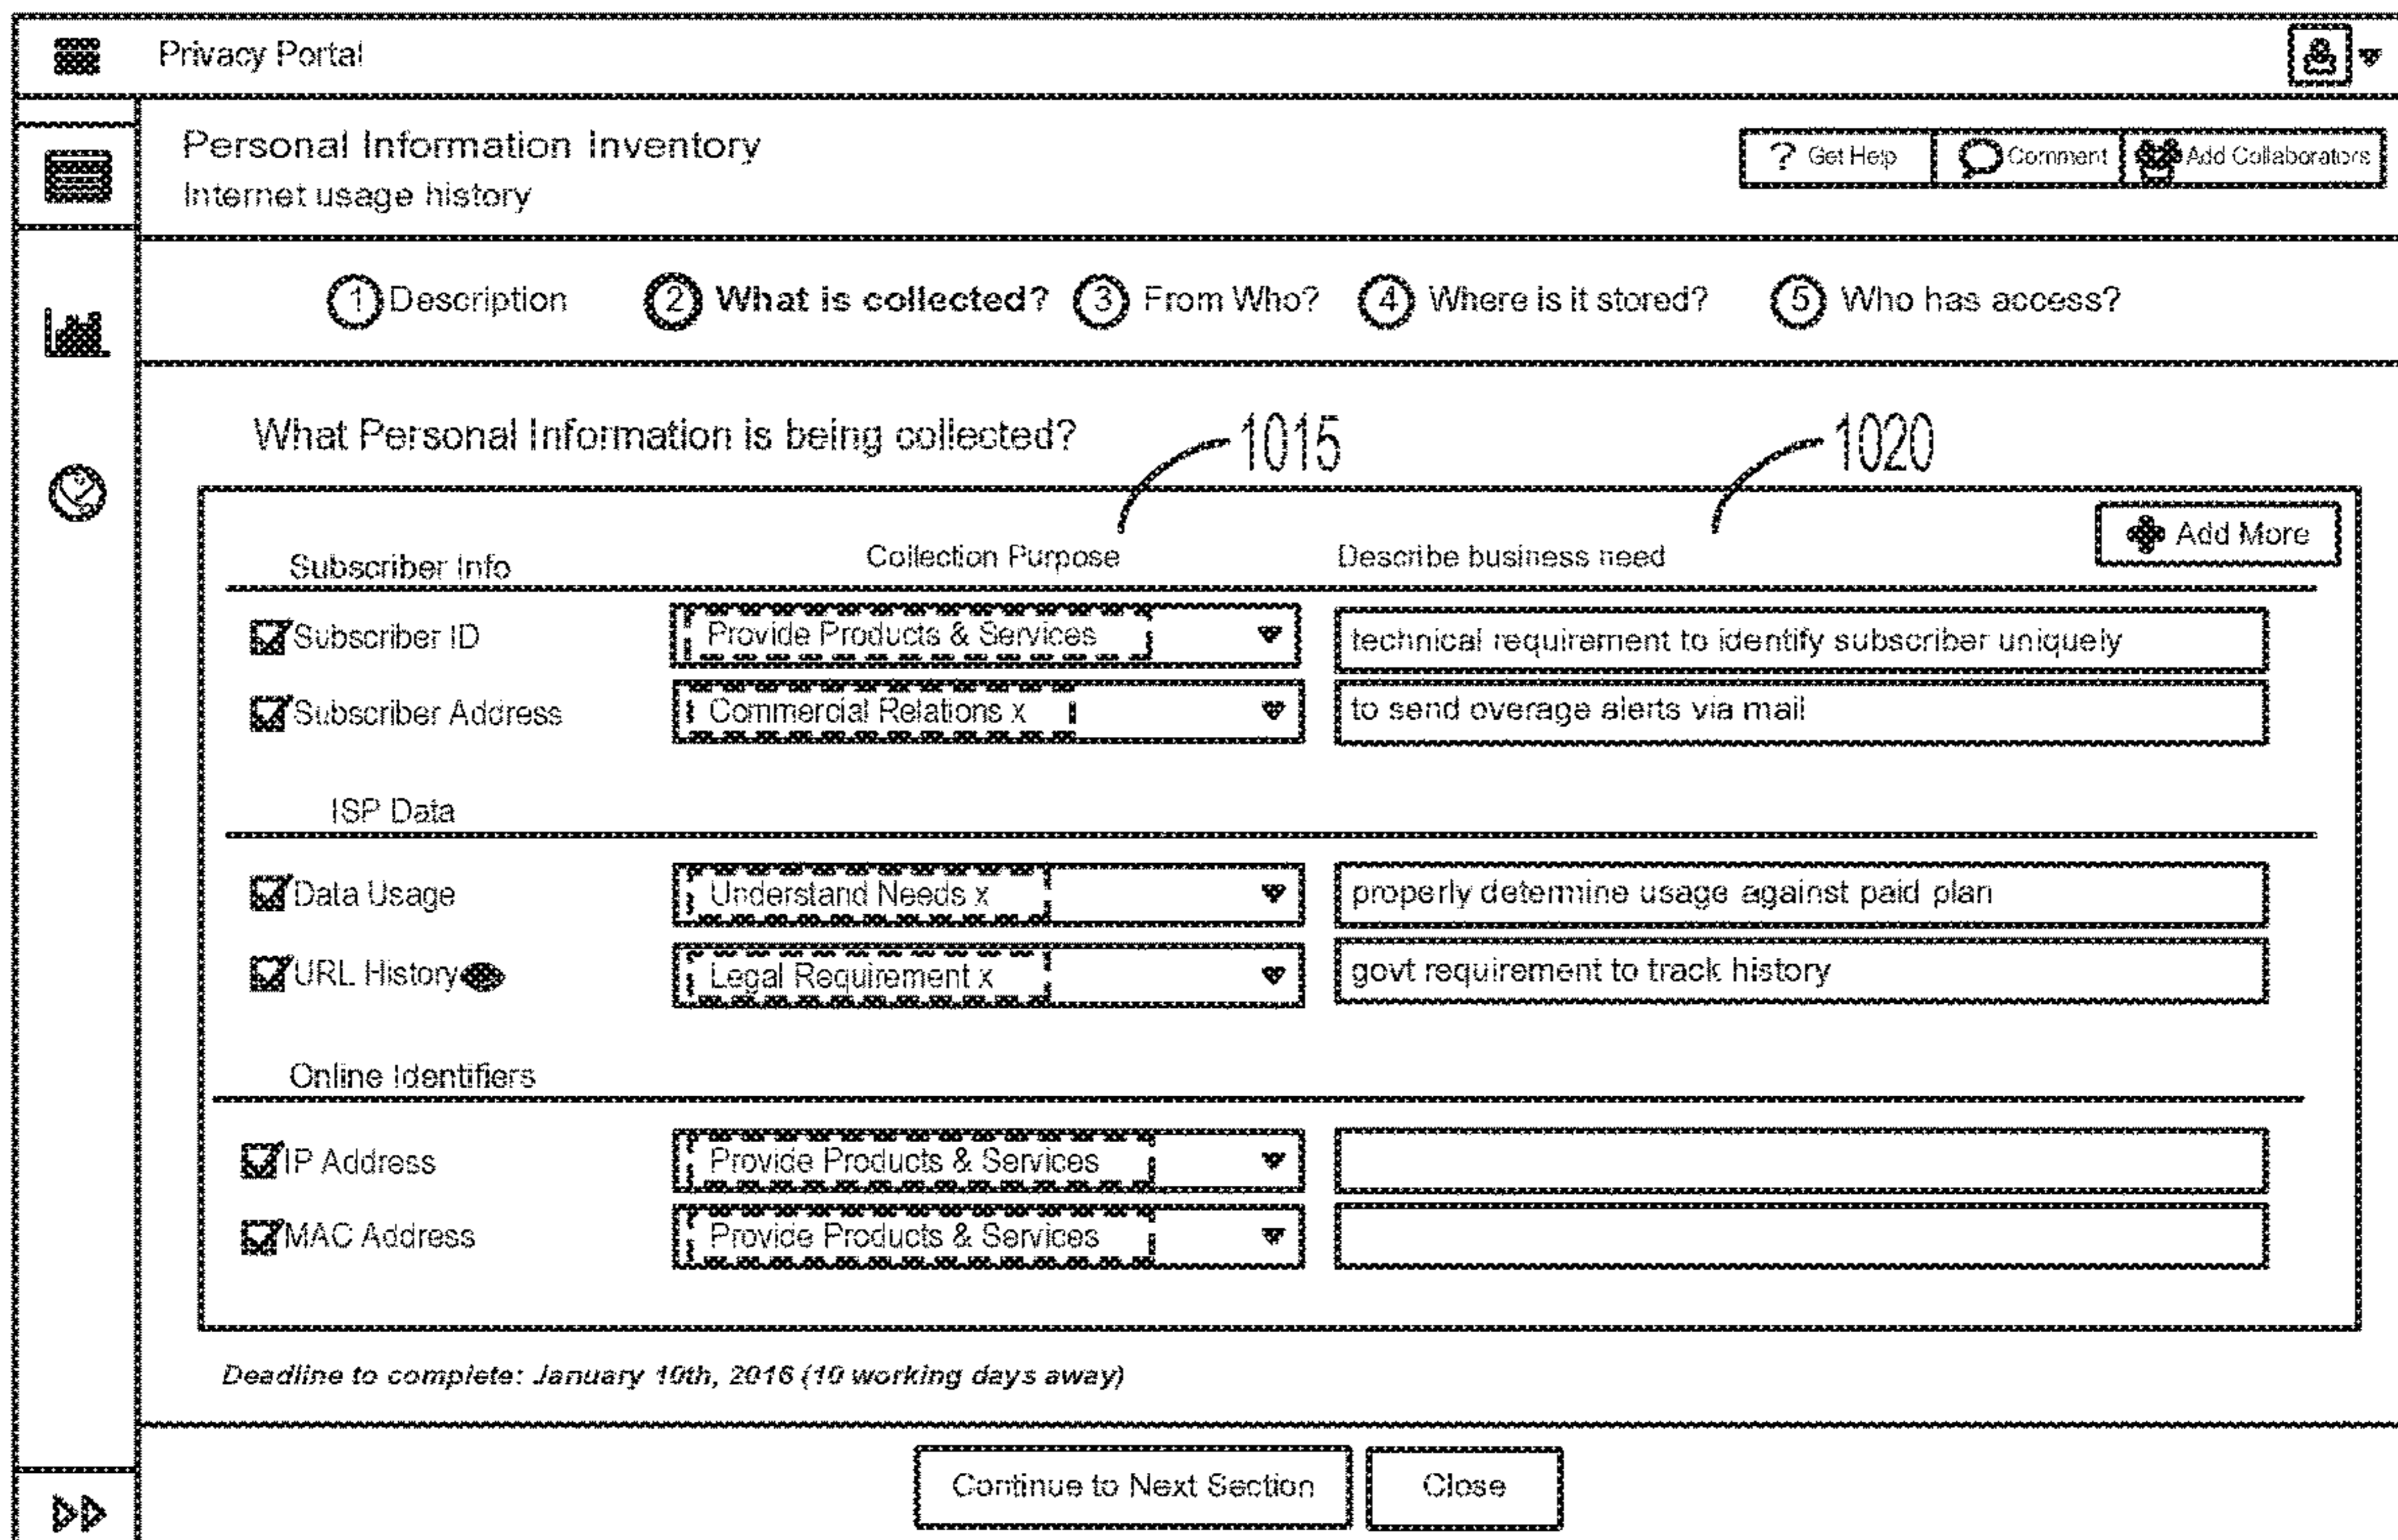 Privacy Portal
Personal Information Inventory
Internet usage history
? Get Help
Comment
Add Collaborators
1 Description
2 What is collected?
3 From Who?
4 Where is it stored?
5 Who has access?
What Personal Information is being collected?
1015
1020
Add More
Subscriber Info
Collection Purpose
Describe business need
Subscriber ID
Provide Products & Services
technical requirement to identify subscriber uniquely
Subscriber Address
Commercial Relations x
to send overage alerts via mail
ISP Data
Data Usage
Understand Needs x
properly determine usage against paid plan
URL History
Legal Requirement x
govt requirement to track history
Online Identifiers
IP Address
Provide Products & Services
MAC Address
Provide Products & Services
Deadline to complete: January 10th, 2016 (10 working days away)
Continue to Next Section
Close